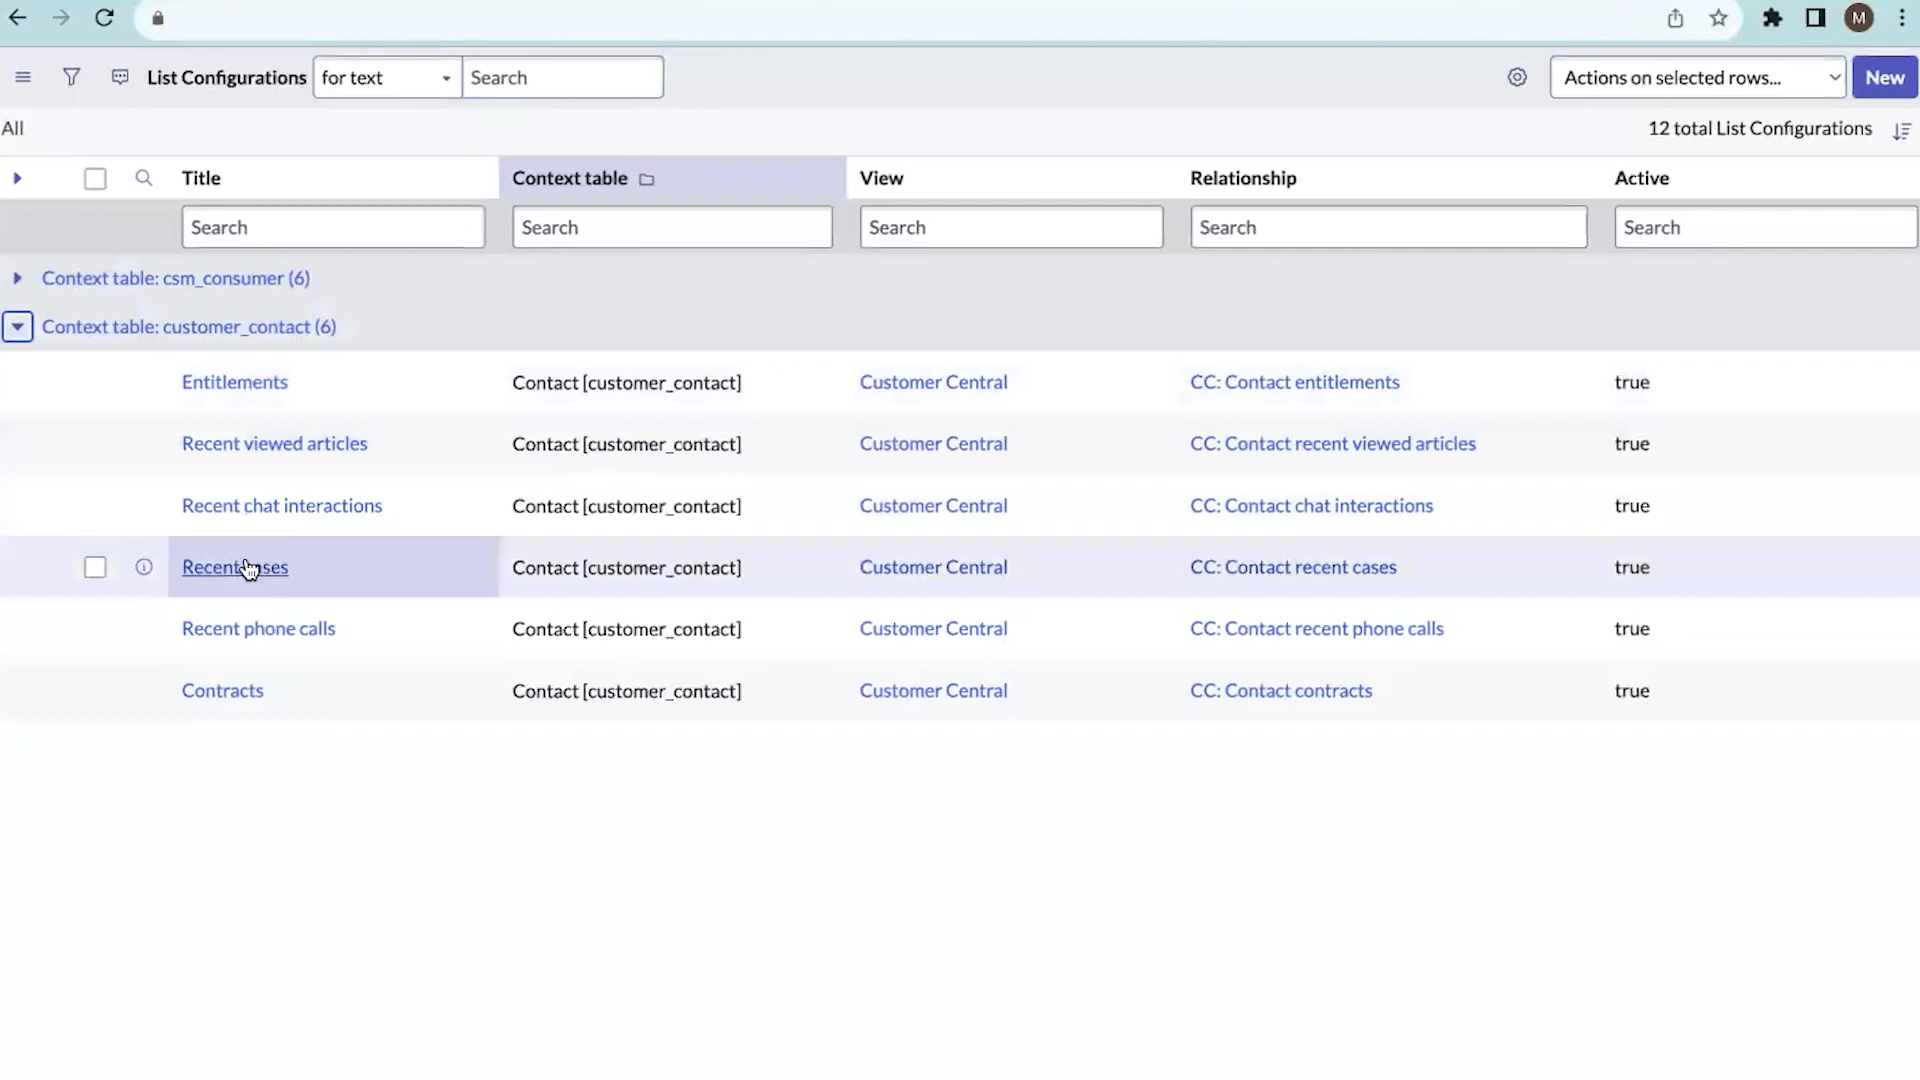 M
List Configurations for text Search Actions on selected rows... New
All 12 total List Configurations
Title Context table View Relationship Active
Search Search Search Search Search
Context table: csm_consumer (6)
Context table: customer_contact (6)
Entitlements Contact [customer_contact] Customer Central CC: Contact entitlements true
Recent viewed articles Contact [customer_contact] Customer Central CC: Contact recent viewed articles true
Recent chat interactions Contact [customer_contact] Customer Central CC: Contact chat interactions true
Recent Contact [customer_contact] Customer Central CC: Contact recent cases true
Recent phone calls Contact [customer_contact] Customer Central CC: Contact recent phone calls true
Contracts Contact [customer_contact] Customer Central CC: Contact contracts true